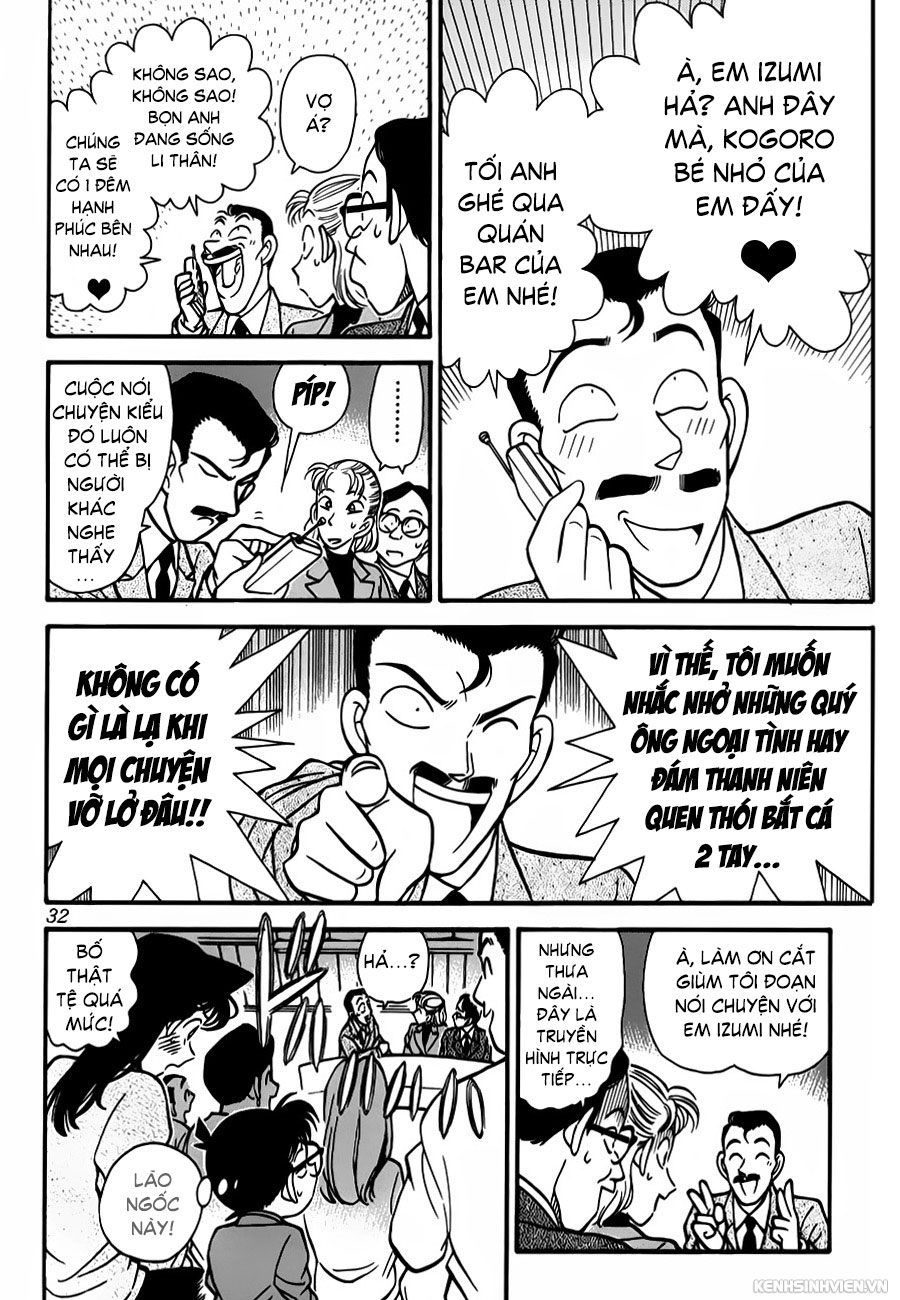 À, EM IZUMI
HẢ? ANH ĐÂY
MÀ, KOGORO
BÉ NHỎ CỦA
EM ĐẤY!
TỐI ANH
GHÉ QUA
QUÁN
BAR CỦA
EM NHÉ!
VỢ
Á?
KHÔNG SAO,
KHÔNG SAO!
BỌN ANH
ĐANG SỐNG
LI THÂN!
CHÚNG
TA SẼ
CÓ 1 ĐÊM
HẠNH
PHÚC BÊN
NHAU!
........
PÍP!
CUỘC NÓI
CHUYỆN KIỂU
ĐÓ LUÔN
CÓ THỂ BỊ
NGƯỜI
KHÁC
NGHE
THẤY
...
VÌ THẾ, TÔI MUỐN
NHẮC NHỞ NHỮNG QUÝ
ÔNG NGOẠI TÌNH HAY
ĐÁM THANH NIÊN
QUEN THÓI BẮT CÁ
2 TAY...
KHÔNG CÓ
GÌ LÀ LẠ KHI
MỌI CHUYỆN
VỠ LỞ ĐÂU!!
32
À, LÀM ƠN CẮT
GIÙM TÔI ĐOẠN
NÓI CHUYỆN VỚI
EM IZUMI NHÉ!
NHƯNG
THƯA
NGÀI...
ĐÂY LÀ
TRUYỀN
HÌNH TRỰC
TIẾP...
HẢ...?
BỐ
THẬT
TỆ QUÁ
MỨC!
LÃO
NGỐC
NÀY!
KENHSINHVIEN.VN